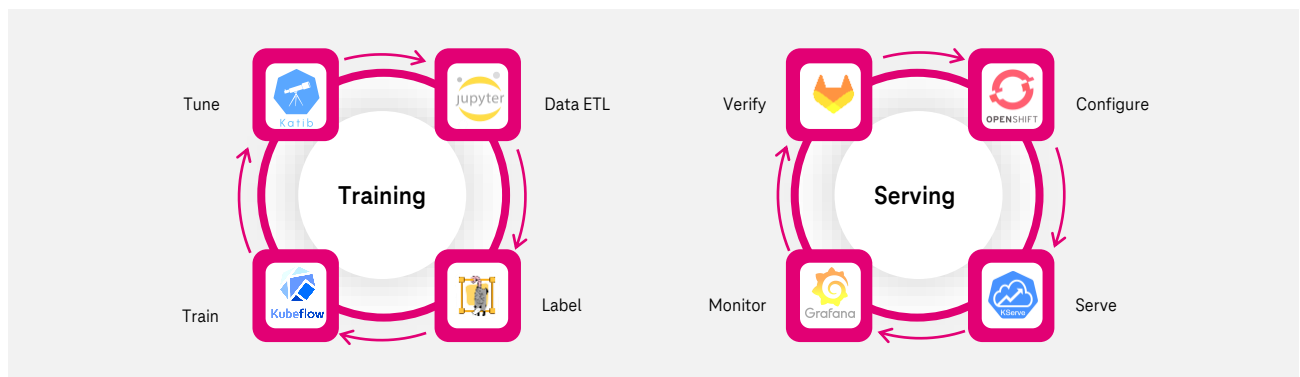 Tune
Katib
jupyter
Data ETL
Training
Train
Kubeflow
Label
Verify
OPENSHIFT
Configure
Serving
Monitor
Grafana
KServe
Serve